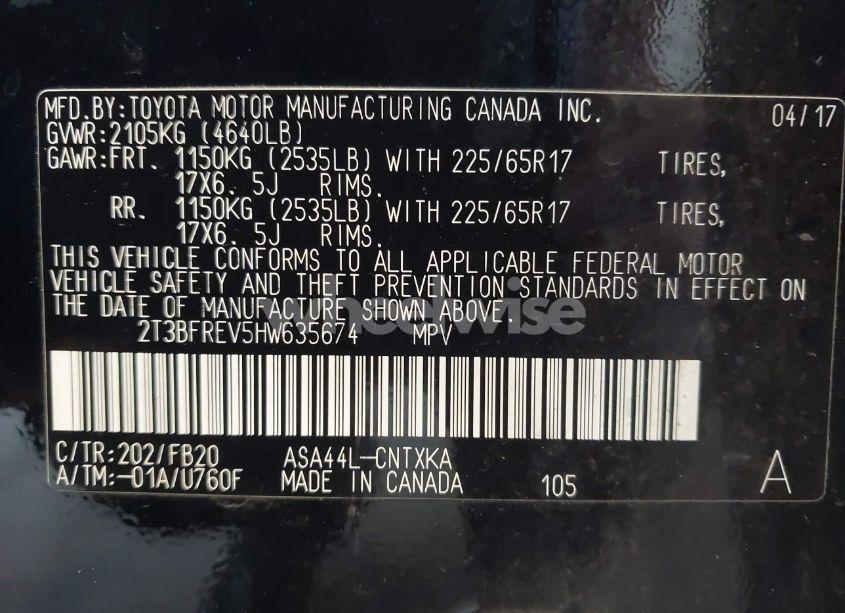 MFD.BY:TOYOTA MOTOR MANUFACTURING CANADA INC. 04/17
GVWR:2105KG (4640LB)
GAWR:FRT. 1150KG (2535LB) WITH 225/65R17 TIRES,
17X6. 5J RIMS.
RR. 1150KG (2535LB) WITH 225/65R17 TIRES,
17X6. 5J RIMS.
THIS VEHICLE CONFORMS TO ALL APPLICABLE FEDERAL MOTOR
VEHICLE SAFETY AND THEFT PREVENTION STANDARDS IN EFFECT ON
THE DATE OF MANUFACTURE SHOWN ABOVE.
wheelwise
2T3BFREV5HW635674 MPV
C/TR:202/FB20 ASA44L-CNTXKA
A/TM:-01A/U760F MADE IN CANADA 105 A